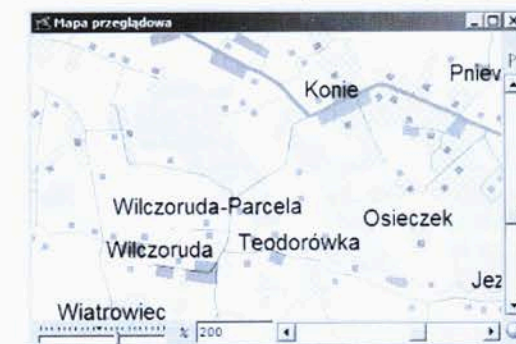 Mapa przeglądowa
Konie
Pniew
Wilczoruda-Parcela
Osieczek
Wilczoruda
Teodorówka
Jez
Wiatrowiec
% 200
P